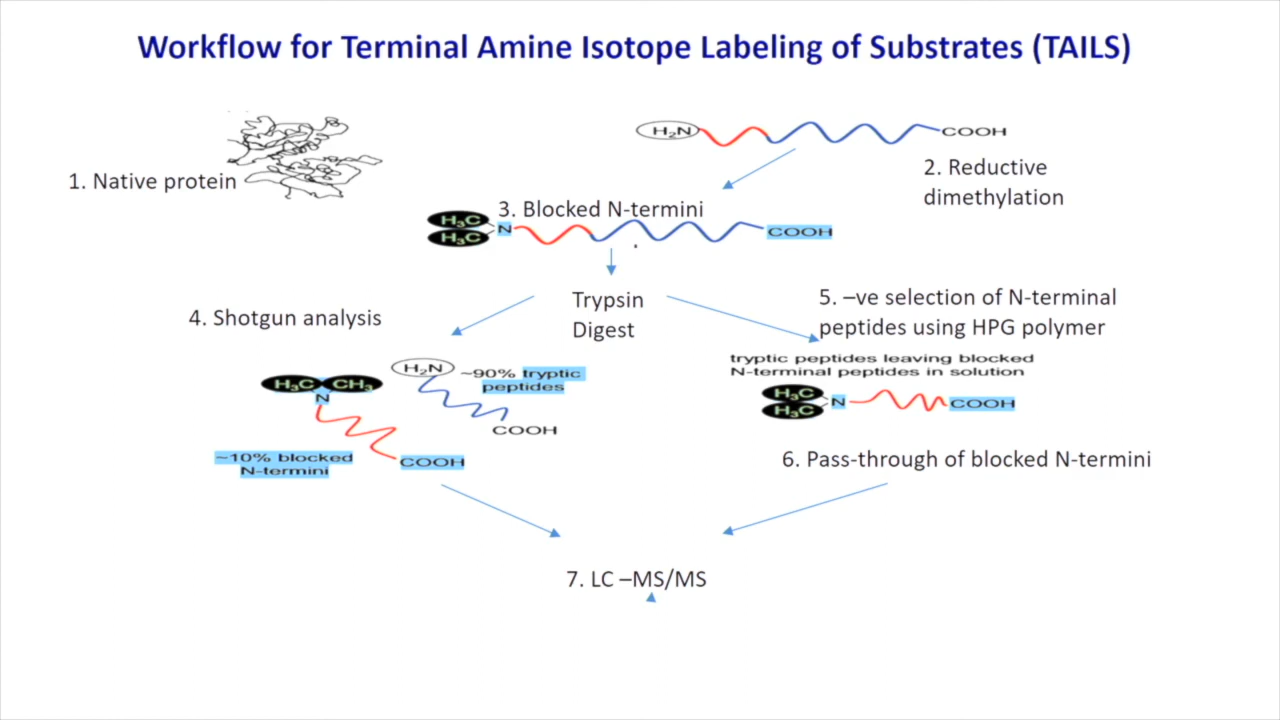 Workflow for Terminal Amine Isotope Labeling of Substrates (TAILS)
H₂N
COOH
1. Native protein
2. Reductive
dimethylation
3. Blocked N-termini
H₃C
H₃C
N
COOH
Trypsin
Digest
4. Shotgun analysis
5. –ve selection of N-terminal
peptides using HPG polymer
H₃C
CH₃
N
H₂N
~90% tryptic
peptides
COOH
~10% blocked
N-termini
COOH
tryptic peptides leaving blocked
N-terminal peptides in solution
H₃C
H₃C
N
COOH
6. Pass-through of blocked N-termini
7. LC –MS/MS